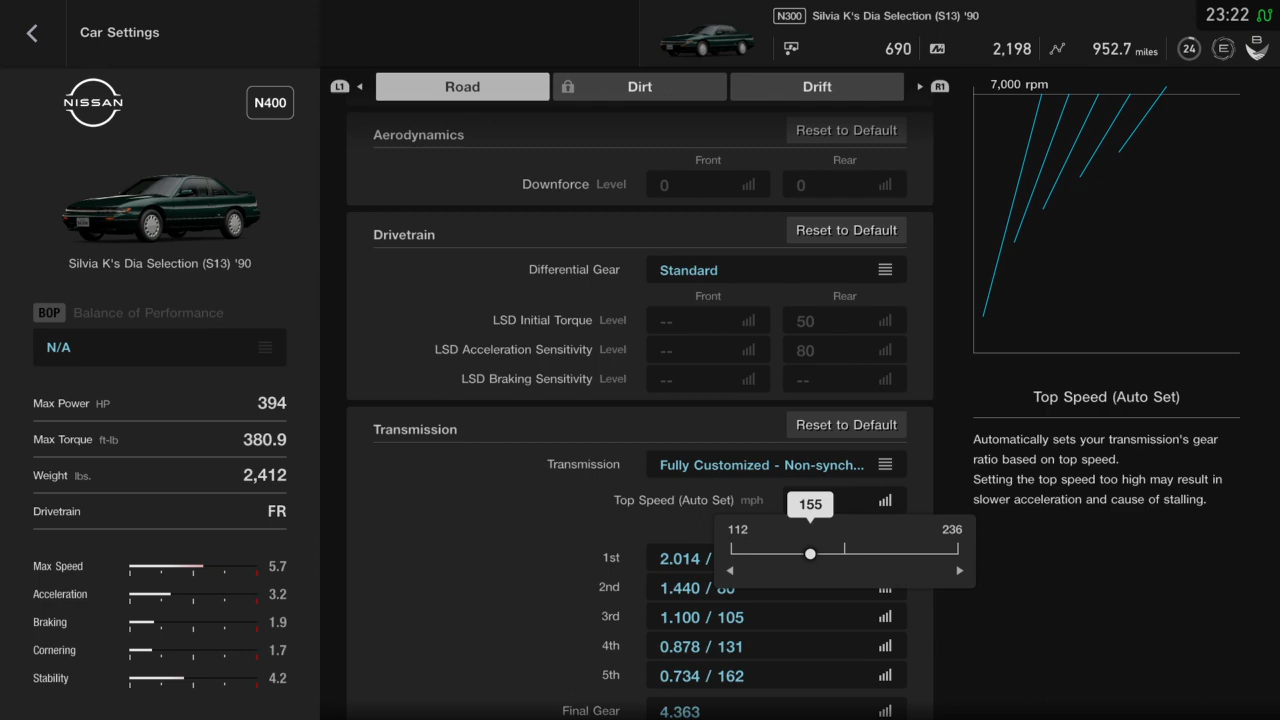 Car Settings
N300 Silvia K's Dia Selection (S13) '90
23:22
690
2,198
952.7 miles
24
E
B
NISSAN
N400
Silvia K's Dia Selection (S13) '90
BOP Balance of Performance
N/A
Max Power HP 394
Max Torque ft-lb 380.9
Weight lbs. 2,412
Drivetrain FR
Max Speed 5.7
Acceleration 3.2
Braking 1.9
Cornering 1.7
Stability 4.2
L1 Road Dirt Drift R1
Aerodynamics Reset to Default
Front Rear
Downforce Level 0 0
Drivetrain Reset to Default
Differential Gear Standard
Front Rear
LSD Initial Torque Level -- 50
LSD Acceleration Sensitivity Level -- 80
LSD Braking Sensitivity Level -- --
Transmission Reset to Default
Transmission Fully Customized - Non-synch...
Top Speed (Auto Set) mph 155
112 236
1st 2.014 /
2nd 1.440 / 80
3rd 1.100 / 105
4th 0.878 / 131
5th 0.734 / 162
Final Gear 4.363
7,000 rpm
Top Speed (Auto Set)
Automatically sets your transmission's gear
ratio based on top speed.
Setting the top speed too high may result in
slower acceleration and cause of stalling.